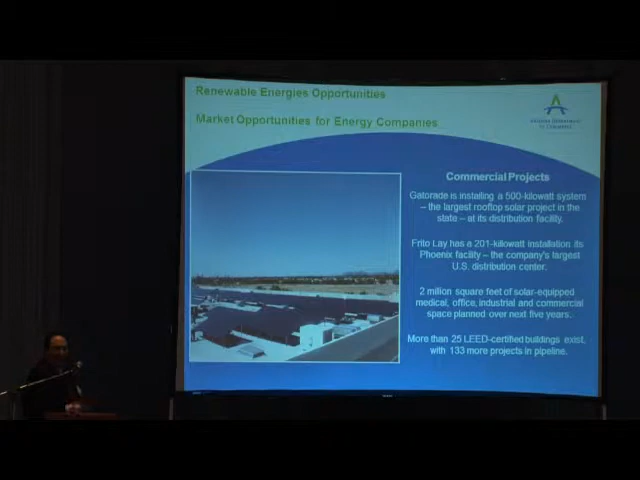 Renewable Energies Opportunities
Market Opportunities for Energy Companies
Commercial Projects
Gatorade is installing a 500-kilowatt system
– the largest rooftop solar project in the
state – at its distribution facility.
Frito Lay has a 201-kilowatt installation its
Phoenix facility – the company's largest
U.S. distribution center.
2 million square feet of solar-equipped
medical, office, industrial and commercial
space planned over next five years.
More than 25 LEED-certified buildings exist,
with 133 more projects in pipeline.